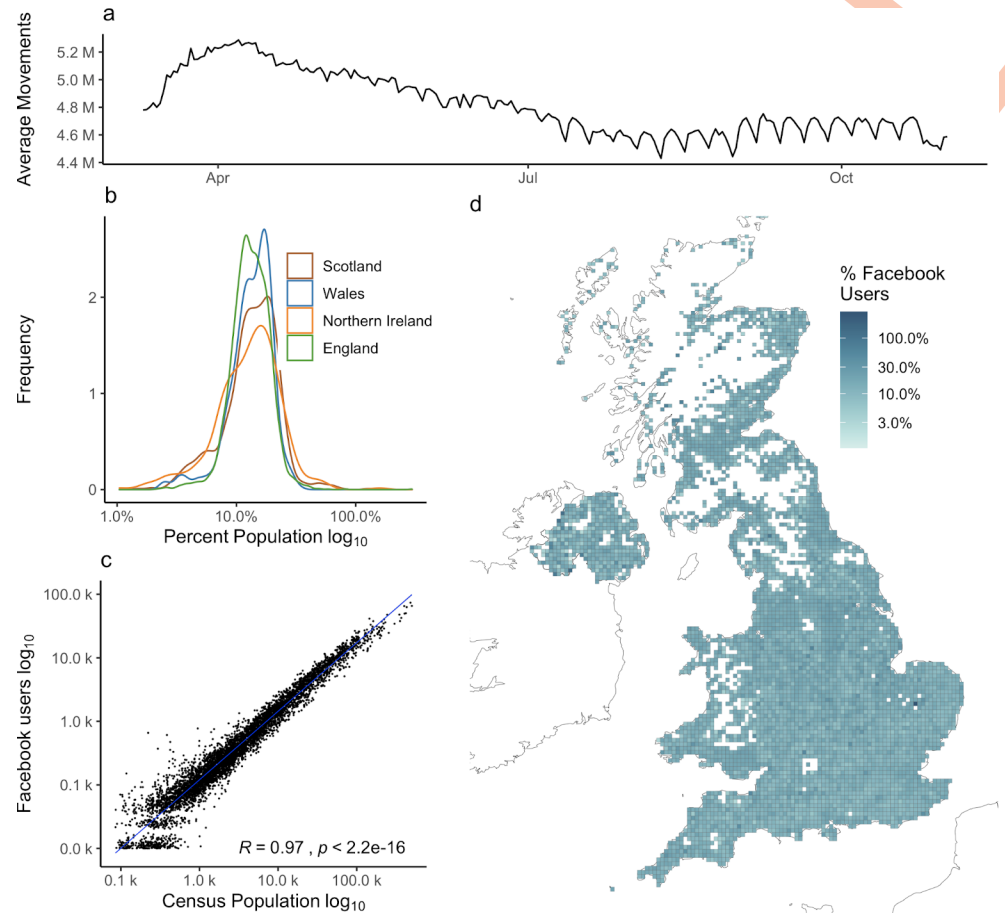 a
Average Movements
5.2 M
5.0 M
4.8 M
4.6 M
4.4 M
Apr
Jul
Oct
b
Frequency
2
1
0
1.0%
10.0%
100.0%
Percent Population log10
Scotland
Wales
Northern Ireland
England
c
Facebook users log10
100.0 k
10.0 k
1.0 k
0.1 k
0.0 k
R = 0.97 , p < 2.2e-16
0.1 k
1.0 k
10.0 k
100.0 k
Census Population log10
d
% Facebook
Users
100.0%
30.0%
10.0%
3.0%